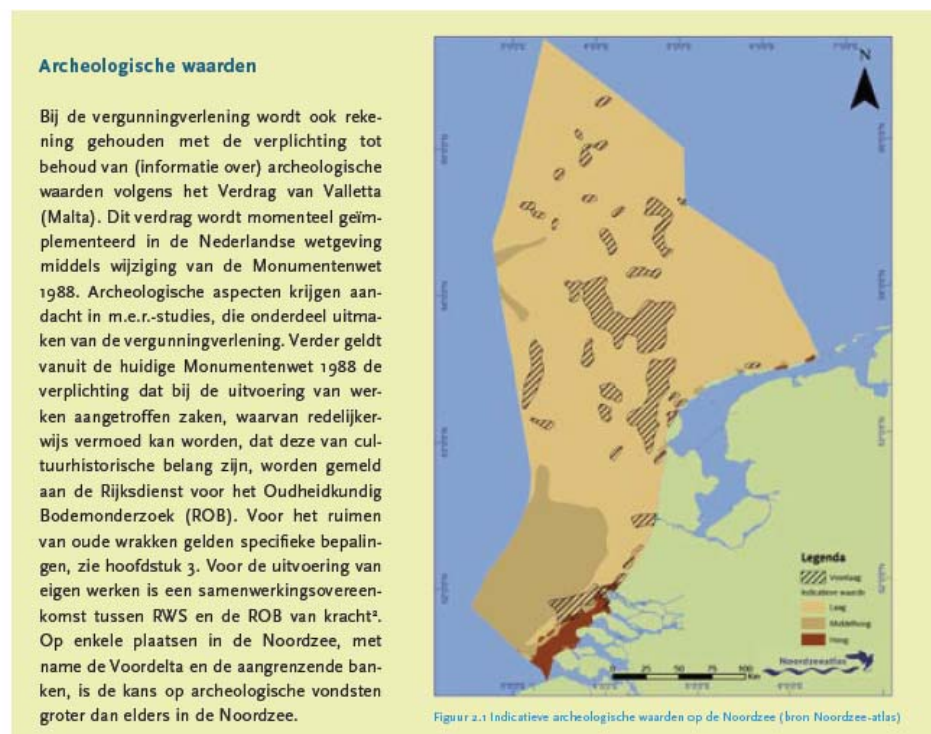 Archeologische waarden
Bij de vergunningverlening wordt ook reke-
ning gehouden met de verplichting tot
behoud van (informatie over) archeologische
waarden volgens het Verdrag van Valletta
(Malta). Dit verdrag wordt momenteel geïm-
plementeerd in de Nederlandse wetgeving
middels wijziging van de Monumentenwet
1988. Archeologische aspecten krijgen aan-
dacht in m.e.r.-studies, die onderdeel uitma-
ken van de vergunningverlening. Verder geldt
vanuit de huidige Monumentenwet 1988 de
verplichting dat bij de uitvoering van wer-
ken aangetroffen zaken, waarvan redelijker-
wijs vermoed kan worden, dat deze van cul-
tuurhistorische belang zijn, worden gemeld
aan de Rijksdienst voor het Oudheidkundig
Bodemonderzoek (ROB). Voor het ruimen
van oude wrakken gelden specifieke bepalin-
gen, zie hoofdstuk 3. Voor de uitvoering van
eigen werken is een samenwerkingsovereen-
komst tussen RWS en de ROB van kracht².
Op enkele plaatsen in de Noordzee, met
name de Voordelta en de aangrenzende ban-
ken, is de kans op archeologische vondsten
groter dan elders in de Noordzee.
N
Legenda
Indicatieve waarde
Laag
Middelhoog
Hoog
Noordzeeatlas
0 25 50 75 100
Km
Figuur 2.1 Indicatieve archeologische waarden op de Noordzee (bron Noordzee-atlas)